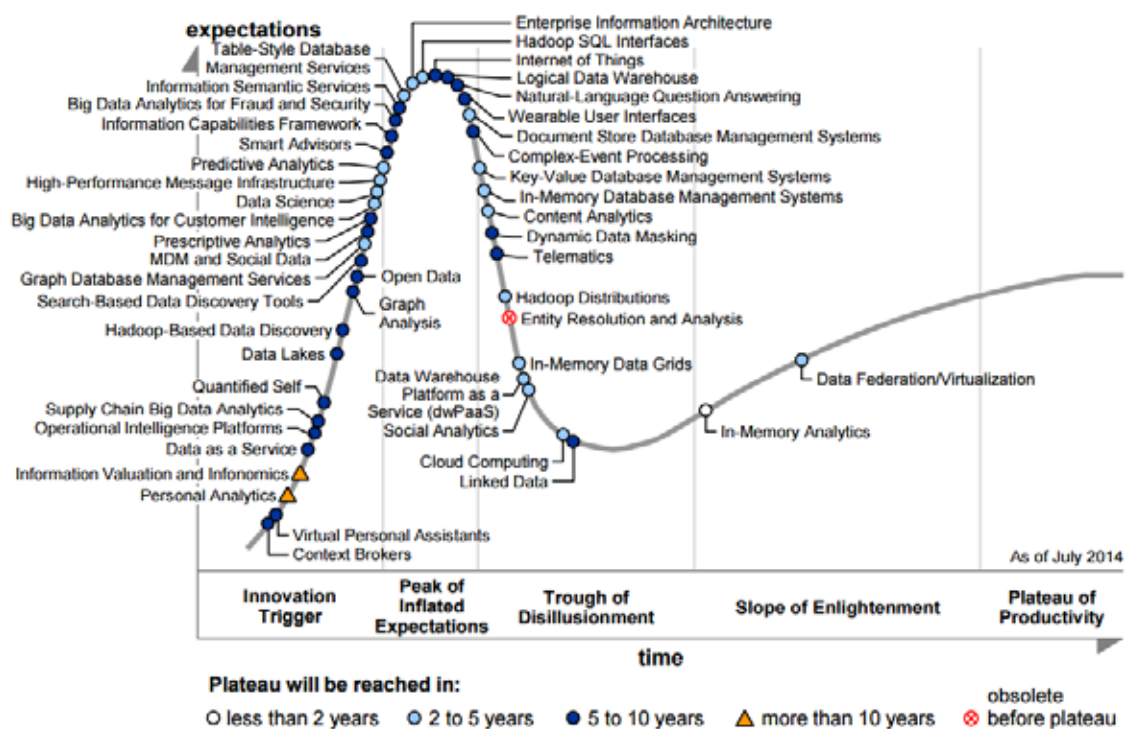 expectations
Enterprise Information Architecture
Hadoop SQL Interfaces
Table-Style Database
Management Services
Internet of Things
Logical Data Warehouse
Information Semantic Services
Natural-Language Question Answering
Big Data Analytics for Fraud and Security
Wearable User Interfaces
Information Capabilities Framework
Document Store Database Management Systems
Smart Advisors
Complex-Event Processing
Predictive Analytics
Key-Value Database Management Systems
High-Performance Message Infrastructure
In-Memory Database Management Systems
Data Science
Content Analytics
Big Data Analytics for Customer Intelligence
Dynamic Data Masking
Prescriptive Analytics
Telematics
MDM and Social Data
Graph Database Management Services
Open Data
Search-Based Data Discovery Tools
Graph
Analysis
Hadoop Distributions
Entity Resolution and Analysis
Hadoop-Based Data Discovery
Data Lakes
In-Memory Data Grids
Data Warehouse
Platform as a
Service (dwPaaS)
Data Federation/Virtualization
Quantified Self
Supply Chain Big Data Analytics
Operational Intelligence Platforms
Social Analytics
In-Memory Analytics
Data as a Service
Cloud Computing
Information Valuation and Infonomics
Linked Data
Personal Analytics
Virtual Personal Assistants
Context Brokers
As of July 2014
Innovation
Trigger
Peak of
Inflated
Expectations
Trough of
Disillusionment
Slope of Enlightenment
Plateau of
Productivity
time
Plateau will be reached in:
less than 2 years
2 to 5 years
5 to 10 years
more than 10 years
obsolete
before plateau